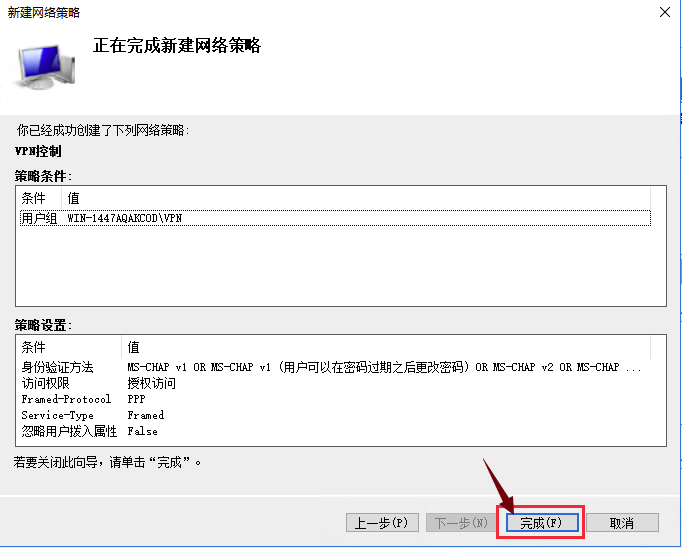 新建网络策略
正在完成新建网络策略
你已经成功创建了下列网络策略:
VPN控制
策略条件:
条件 值
用户组 WIN-1447AQAKCOD\VPN
策略设置:
条件 值
身份验证方法 MS-CHAP v1 OR MS-CHAP v1 (用户可以在密码过期之后更改密码) OR MS-CHAP v2 OR MS-CHAP ...
访问权限 授权访问
Framed-Protocol PPP
Service-Type Framed
忽略用户拨入属性 False
若要关闭此向导，请单击“完成”。
上一步(P) 下一步(N) 完成(F) 取消